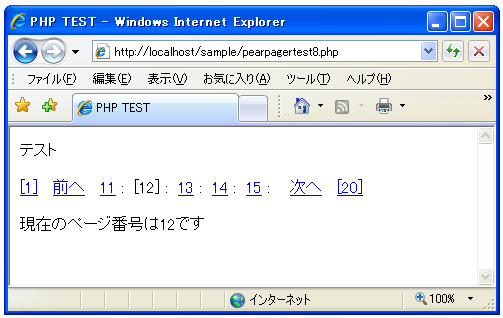 PHP TEST - Windows Internet Explorer
http://localhost/sample/pearpagertest8.php
ファイル(F) 編集(E) 表示(V) お気に入り(A) ツール(T) ヘルプ(H)
PHP TEST
テスト
[1] 前へ 11 : [12] : 13 : 14 : 15 : 次へ [20]
現在のページ番号は12です
インターネット 100%